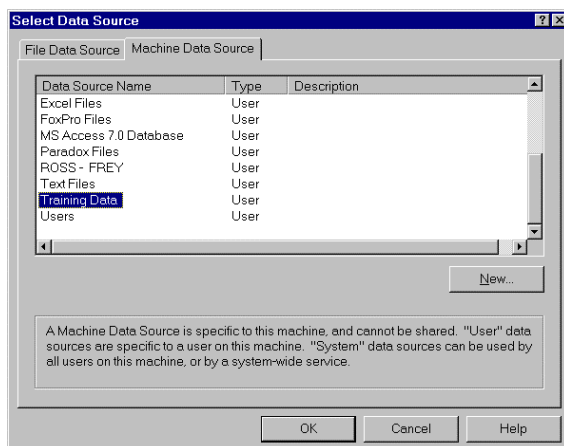 Select Data Source
File Data Source Machine Data Source
Data Source Name Type Description
Excel Files User
FoxPro Files User
MS Access 7.0 Database User
Paradox Files User
ROSS - FREY User
Text Files User
Training Data User
Users User
New...
A Machine Data Source is specific to this machine, and cannot be shared. "User" data
sources are specific to a user on this machine. "System" data sources can be used by
all users on this machine, or by a system-wide service.
OK Cancel Help